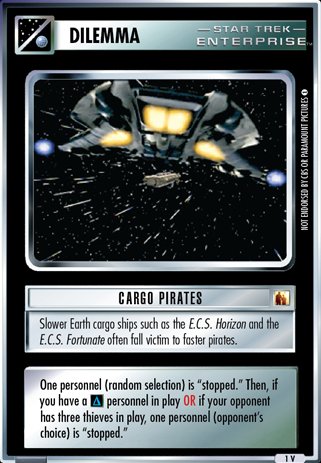 DILEMMA
STAR TREK
ENTERPRISE™
NOT ENDORSED BY CBS OR PARAMOUNT PICTURES
CARGO PIRATES
Slower Earth cargo ships such as the E.C.S. Horizon and the
E.C.S. Fortunate often fall victim to faster pirates.
One personnel (random selection) is "stopped." Then, if
you have a personnel in play OR if your opponent
has three thieves in play, one personnel (opponent's
choice) is "stopped."
1 V